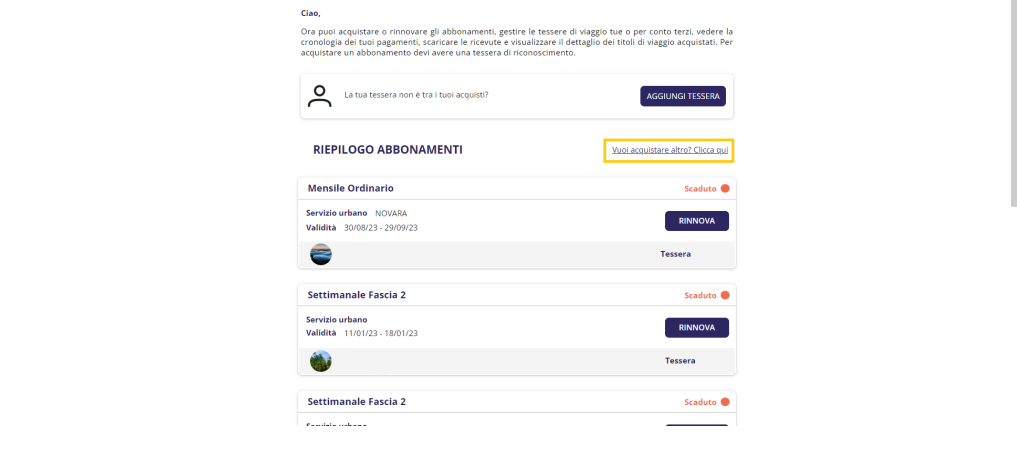 Ciao,
Ora puoi acquistare o rinnovare gli abbonamenti, gestire le tessere di viaggio tue o per conto terzi, vedere la
cronologia dei tuoi pagamenti, scaricare le ricevute e visualizzare il dettaglio dei titoli di viaggio acquistati. Per
acquistare un abbonamento devi avere una tessera di riconoscimento.
La tua tessera non è tra i tuoi acquisti?
AGGIUNGI TESSERA
RIEPILOGO ABBONAMENTI
Vuoi acquistare altro? Clicca qui
Mensile Ordinario
Scaduto
Servizio urbano NOVARA
Validità 30/08/23 - 29/09/23
RINNOVA
Tessera
Settimanale Fascia 2
Scaduto
Servizio urbano
Validità 11/01/23 - 18/01/23
RINNOVA
Tessera
Settimanale Fascia 2
Scaduto
Servizio urbano